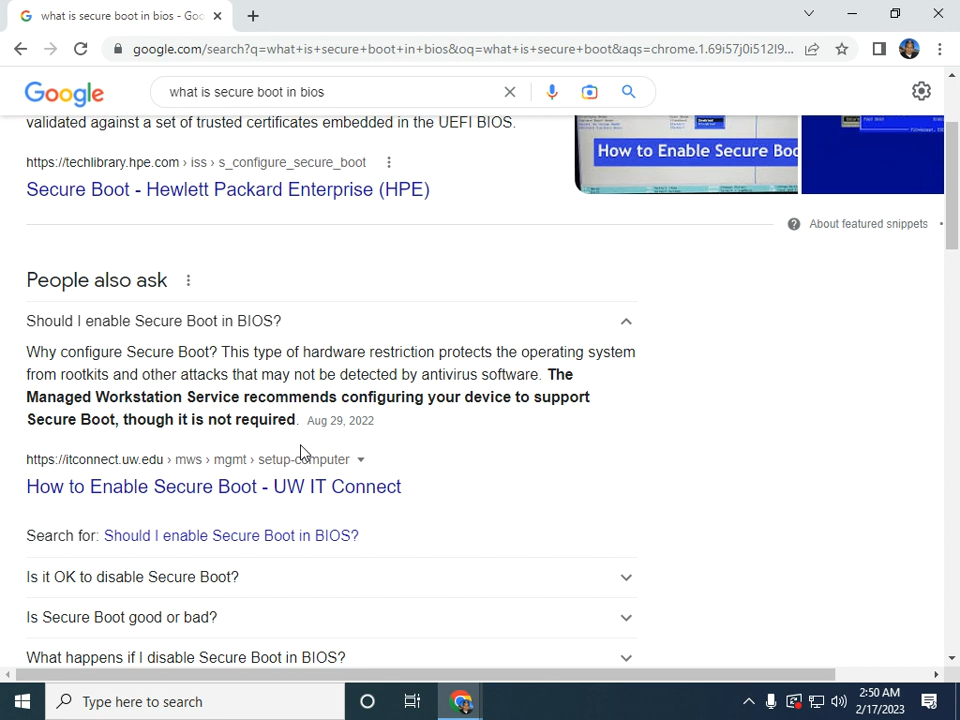 what is secure boot in bios - Goo
google.com/search?q=what+is+secure+boot+in+bios&oq=what+is+secure+boot&aqs=chrome.1.69i57j0i512l9...
Google
what is secure boot in bios
validated against a set of trusted certificates embedded in the UEFI BIOS.
https://techlibrary.hpe.com › iss › s_configure_secure_boot
Secure Boot - Hewlett Packard Enterprise (HPE)
How to Enable Secure Boo
About featured snippets
People also ask
Should I enable Secure Boot in BIOS?
Why configure Secure Boot? This type of hardware restriction protects the operating system
from rootkits and other attacks that may not be detected by antivirus software. The
Managed Workstation Service recommends configuring your device to support
Secure Boot, though it is not required. Aug 29, 2022
https://itconnect.uw.edu › mws › mgmt › setup-computer
How to Enable Secure Boot - UW IT Connect
Search for: Should I enable Secure Boot in BIOS?
Is it OK to disable Secure Boot?
Is Secure Boot good or bad?
What happens if I disable Secure Boot in BIOS?
Type here to search
2:50 AM
2/17/2023